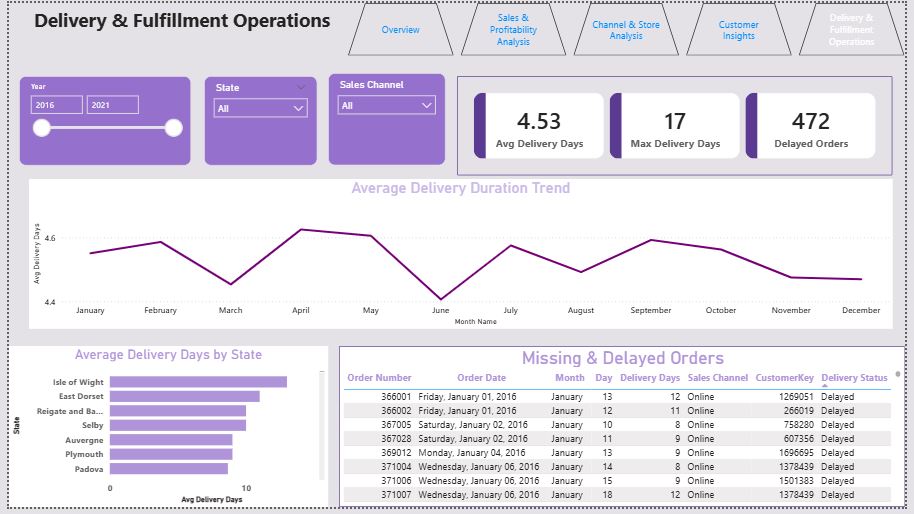 Delivery & Fulfillment Operations
Overview
Sales &
Profitability
Analysis
Channel & Store
Analysis
Customer
Insights
Delivery &
Fulfillment
Operations
Year
2016 2021
State
All
Sales Channel
All
4.53
Avg Delivery Days
17
Max Delivery Days
472
Delayed Orders
Average Delivery Duration Trend
Avg Delivery Days
4.6
4.4
January February March April May June July August September October November December
Month Name
Average Delivery Days by State
State
Isle of Wight
East Dorset
Reigate and Ba...
Selby
Auvergne
Plymouth
Padova
0 10
Avg Delivery Days
Missing & Delayed Orders
Order Number Order Date Month Day Delivery Days Sales Channel CustomerKey Delivery Status
366001 Friday, January 01, 2016 January 13 12 Online 1269051 Delayed
366002 Friday, January 01, 2016 January 12 11 Online 266019 Delayed
367005 Saturday, January 02, 2016 January 10 8 Online 758280 Delayed
367028 Saturday, January 02, 2016 January 11 9 Online 607356 Delayed
369012 Monday, January 04, 2016 January 13 9 Online 1696695 Delayed
371004 Wednesday, January 06, 2016 January 14 8 Online 1378439 Delayed
371006 Wednesday, January 06, 2016 January 15 9 Online 1501383 Delayed
371007 Wednesday, January 06, 2016 January 18 12 Online 1378439 Delayed